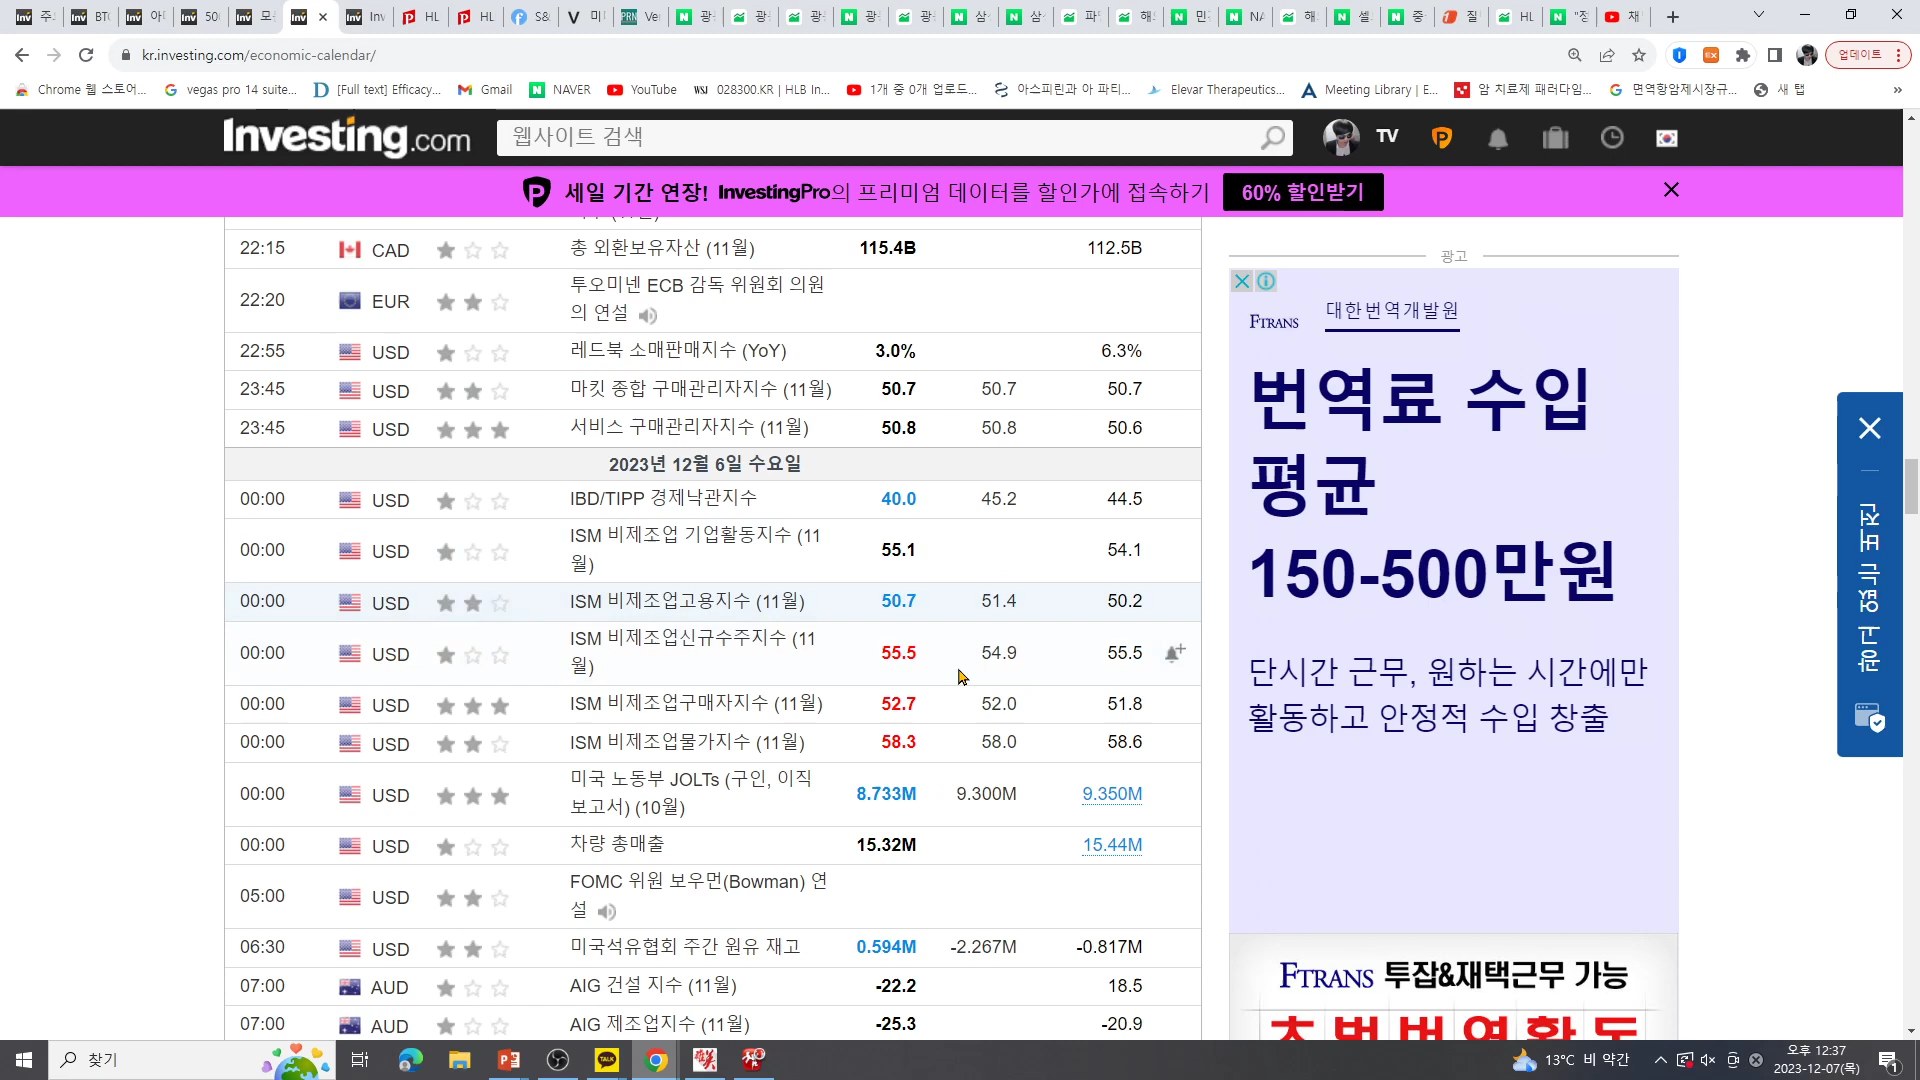 HL
HL
S&
HL
kr.investing.com/economic-calendar/
업데이트
Chrome 웹 스토어...
vegas pro 14 suite...
[Full text] Efficacy...
Gmail
NAVER
YouTube
028300.KR | HLB In...
1개 중 0개 업로드...
아스피린과 아 파티...
Elevar Therapeutics...
Meeting Library | E...
암 치료제 패러다임...
면역항암제시장규...
새 탭
Investing.com
웹사이트 검색
TV
세일 기간 연장! InvestingPro의 프리미엄 데이터를 할인가에 접속하기
60% 할인받기
22:15 CAD 총 외환보유자산 (11월) 115.4B 112.5B
22:20 EUR 투오미넨 ECB 감독 위원회 의원
의 연설
22:55 USD 레드북 소매판매지수 (YoY) 3.0% 6.3%
23:45 USD 마킷 종합 구매관리자지수 (11월) 50.7 50.7 50.7
23:45 USD 서비스 구매관리자지수 (11월) 50.8 50.8 50.6
2023년 12월 6일 수요일
00:00 USD IBD/TIPP 경제낙관지수 40.0 45.2 44.5
00:00 USD ISM 비제조업 기업활동지수 (11
월) 55.1 54.1
00:00 USD ISM 비제조업고용지수 (11월) 50.7 51.4 50.2
00:00 USD ISM 비제조업신규수주지수 (11
월) 55.5 54.9 55.5
00:00 USD ISM 비제조업구매자지수 (11월) 52.7 52.0 51.8
00:00 USD ISM 비제조업물가지수 (11월) 58.3 58.0 58.6
00:00 USD 미국 노동부 JOLTs (구인, 이직
보고서) (10월) 8.733M 9.300M 9.350M
00:00 USD 차량 총매출 15.32M 15.44M
05:00 USD FOMC 위원 보우먼(Bowman) 연
설
06:30 USD 미국석유협회 주간 원유 재고 0.594M -2.267M -0.817M
07:00 AUD AIG 건설 지수 (11월) -22.2 18.5
07:00 AUD AIG 제조업지수 (11월) -25.3 -20.9
광고
FTRANS
대한번역개발원
번역료 수입
평균
150-500만원
단시간 근무, 원하는 시간에만
활동하고 안정적 수입 창출
FTRANS 투잡&재택근무 가능
광고 없는 버전
찾기
13°C 비 약간
오후 12:37
2023-12-07(목)